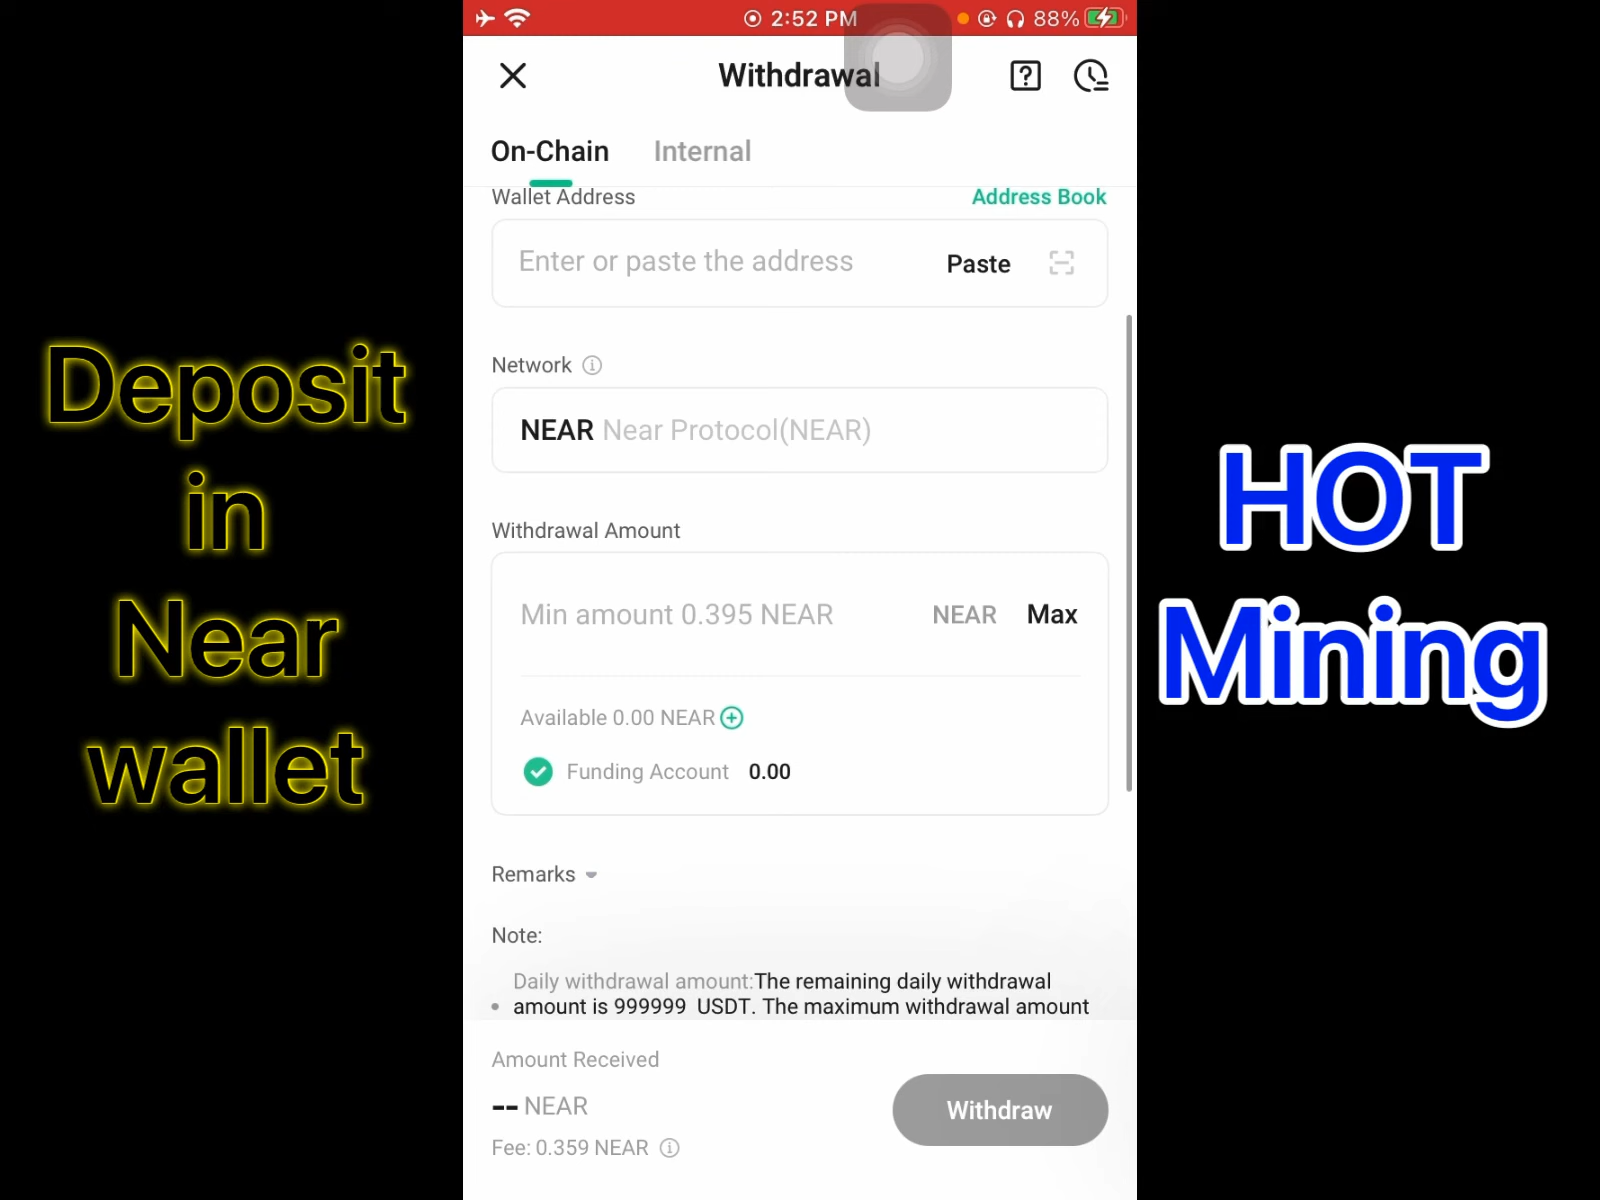 2:52 PM
88%
Withdrawal
On-Chain
Internal
Wallet Address
Address Book
Enter or paste the address
Paste
Network
NEAR Near Protocol(NEAR)
Withdrawal Amount
Min amount 0.395 NEAR
NEAR
Max
Available 0.00 NEAR
Funding Account 0.00
Remarks
Note:
Daily withdrawal amount:The remaining daily withdrawal
• amount is 999999 USDT. The maximum withdrawal amount
Amount Received
-- NEAR
Withdraw
Fee: 0.359 NEAR
Deposit
in
Near
wallet
HOT
Mining